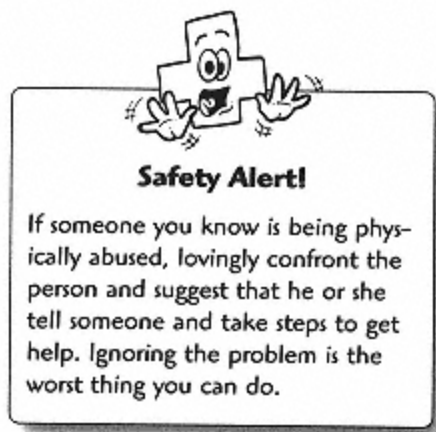 Safety Alert!
If someone you know is being phys-
ically abused, lovingly confront the
person and suggest that he or she
tell someone and take steps to get
help. Ignoring the problem is the
worst thing you can do.